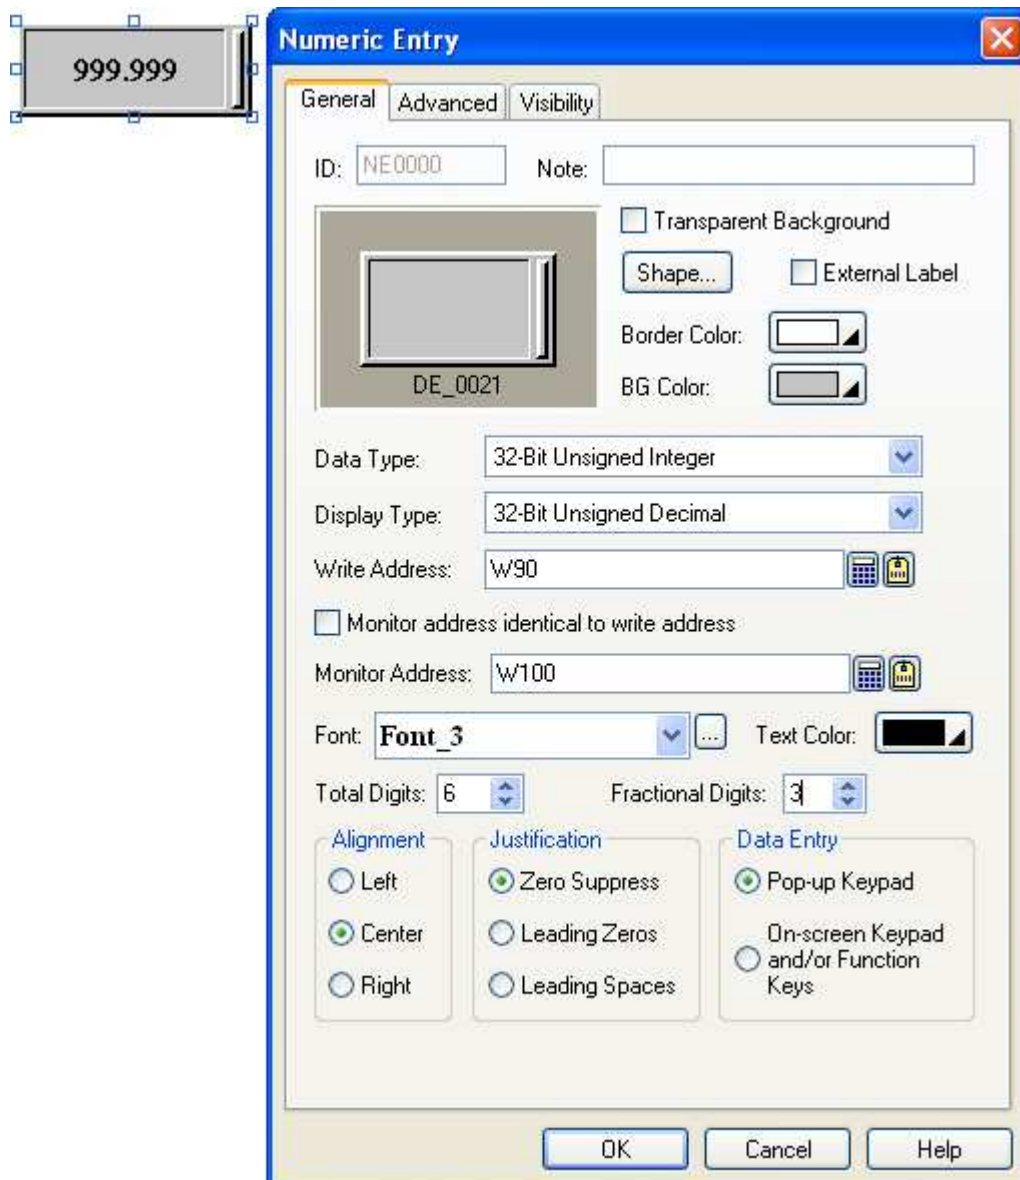 999.999
Numeric Entry
General Advanced Visibility
ID: NE0000 Note:
Transparent Background
Shape... External Label
Border Color:
DE_0021 BG Color:
Data Type: 32-Bit Unsigned Integer
Display Type: 32-Bit Unsigned Decimal
Write Address: W90
Monitor address identical to write address
Monitor Address: W100
Font: Font_3 ... Text Color:
Total Digits: 6 Fractional Digits: 3
Alignment Justification Data Entry
Left Zero Suppress Pop-up Keypad
Center Leading Zeros On-screen Keypad
and/or Function
Right Leading Spaces Keys
OK Cancel Help